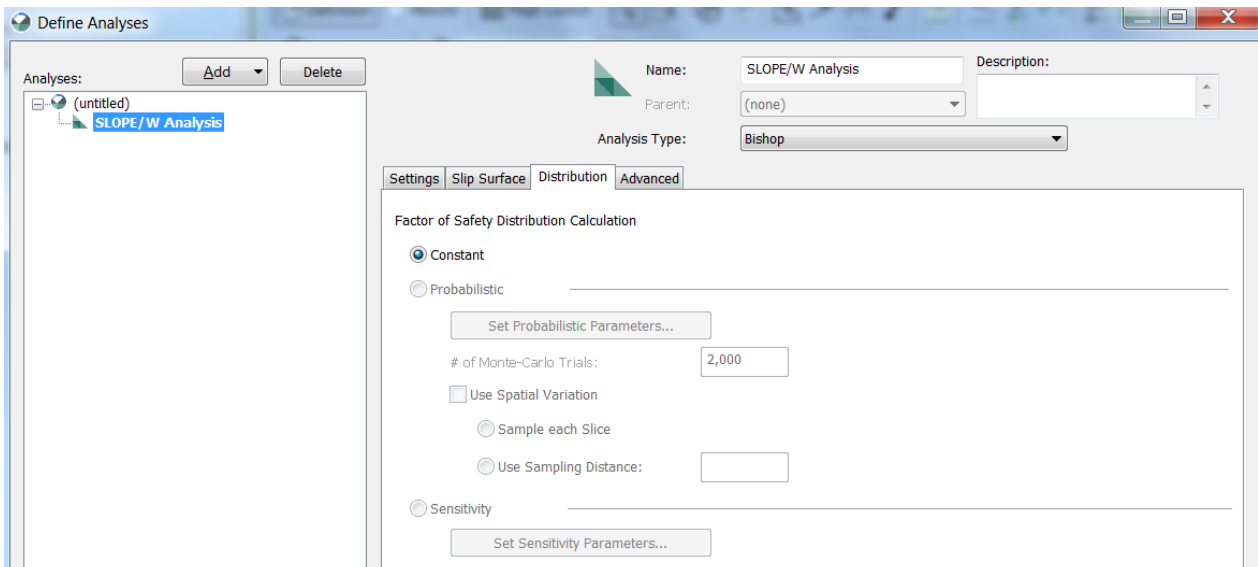 Define Analyses
Analyses:
Add
Delete
(untitled)
SLOPE/W Analysis
Name:
SLOPE/W Analysis
Description:
Parent:
(none)
Analysis Type:
Bishop
Settings
Slip Surface
Distribution
Advanced
Factor of Safety Distribution Calculation
Constant
Probabilistic
Set Probabilistic Parameters...
# of Monte-Carlo Trials:
2,000
Use Spatial Variation
Sample each Slice
Use Sampling Distance:
Sensitivity
Set Sensitivity Parameters...